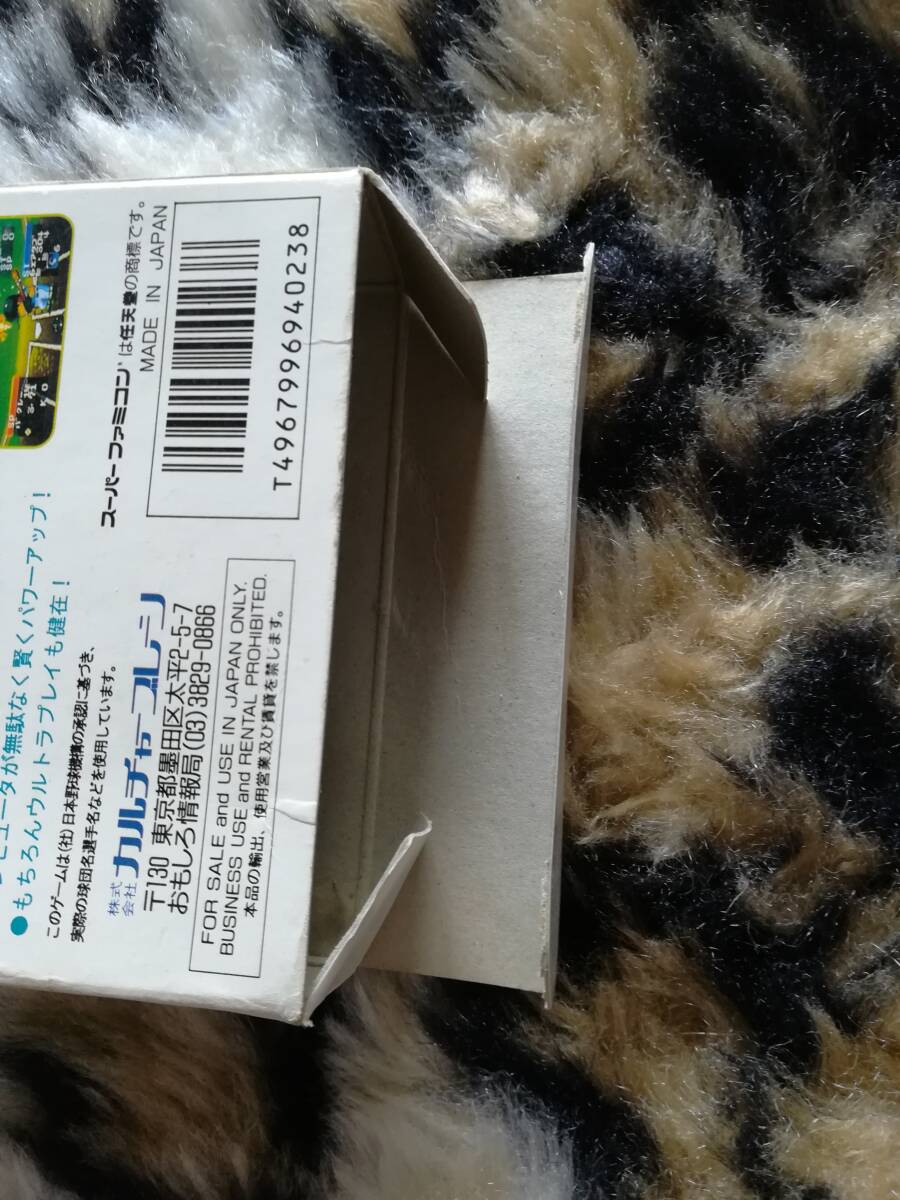 ピュータが無駄なく賢くパワーアップ！
●もちろんウルトラプレイも健在！
このゲームは(社)日本野球機構の承認に基づき、
実際の球団名選手名などを使用しています。
スーパーファミコン は任天堂の商標です。
MADE IN JAPAN
T4967996940238
株式会社 カルチャーブレーン
〒130 東京都墨田区太平2-5-7
おもしろ情報局(03)3829-0866
FOR SALE and USE IN JAPAN ONLY.
BUSINESS USE and RENTAL PROHIBITED.
本品の輸出、使用営業及び賃貸を禁じます。